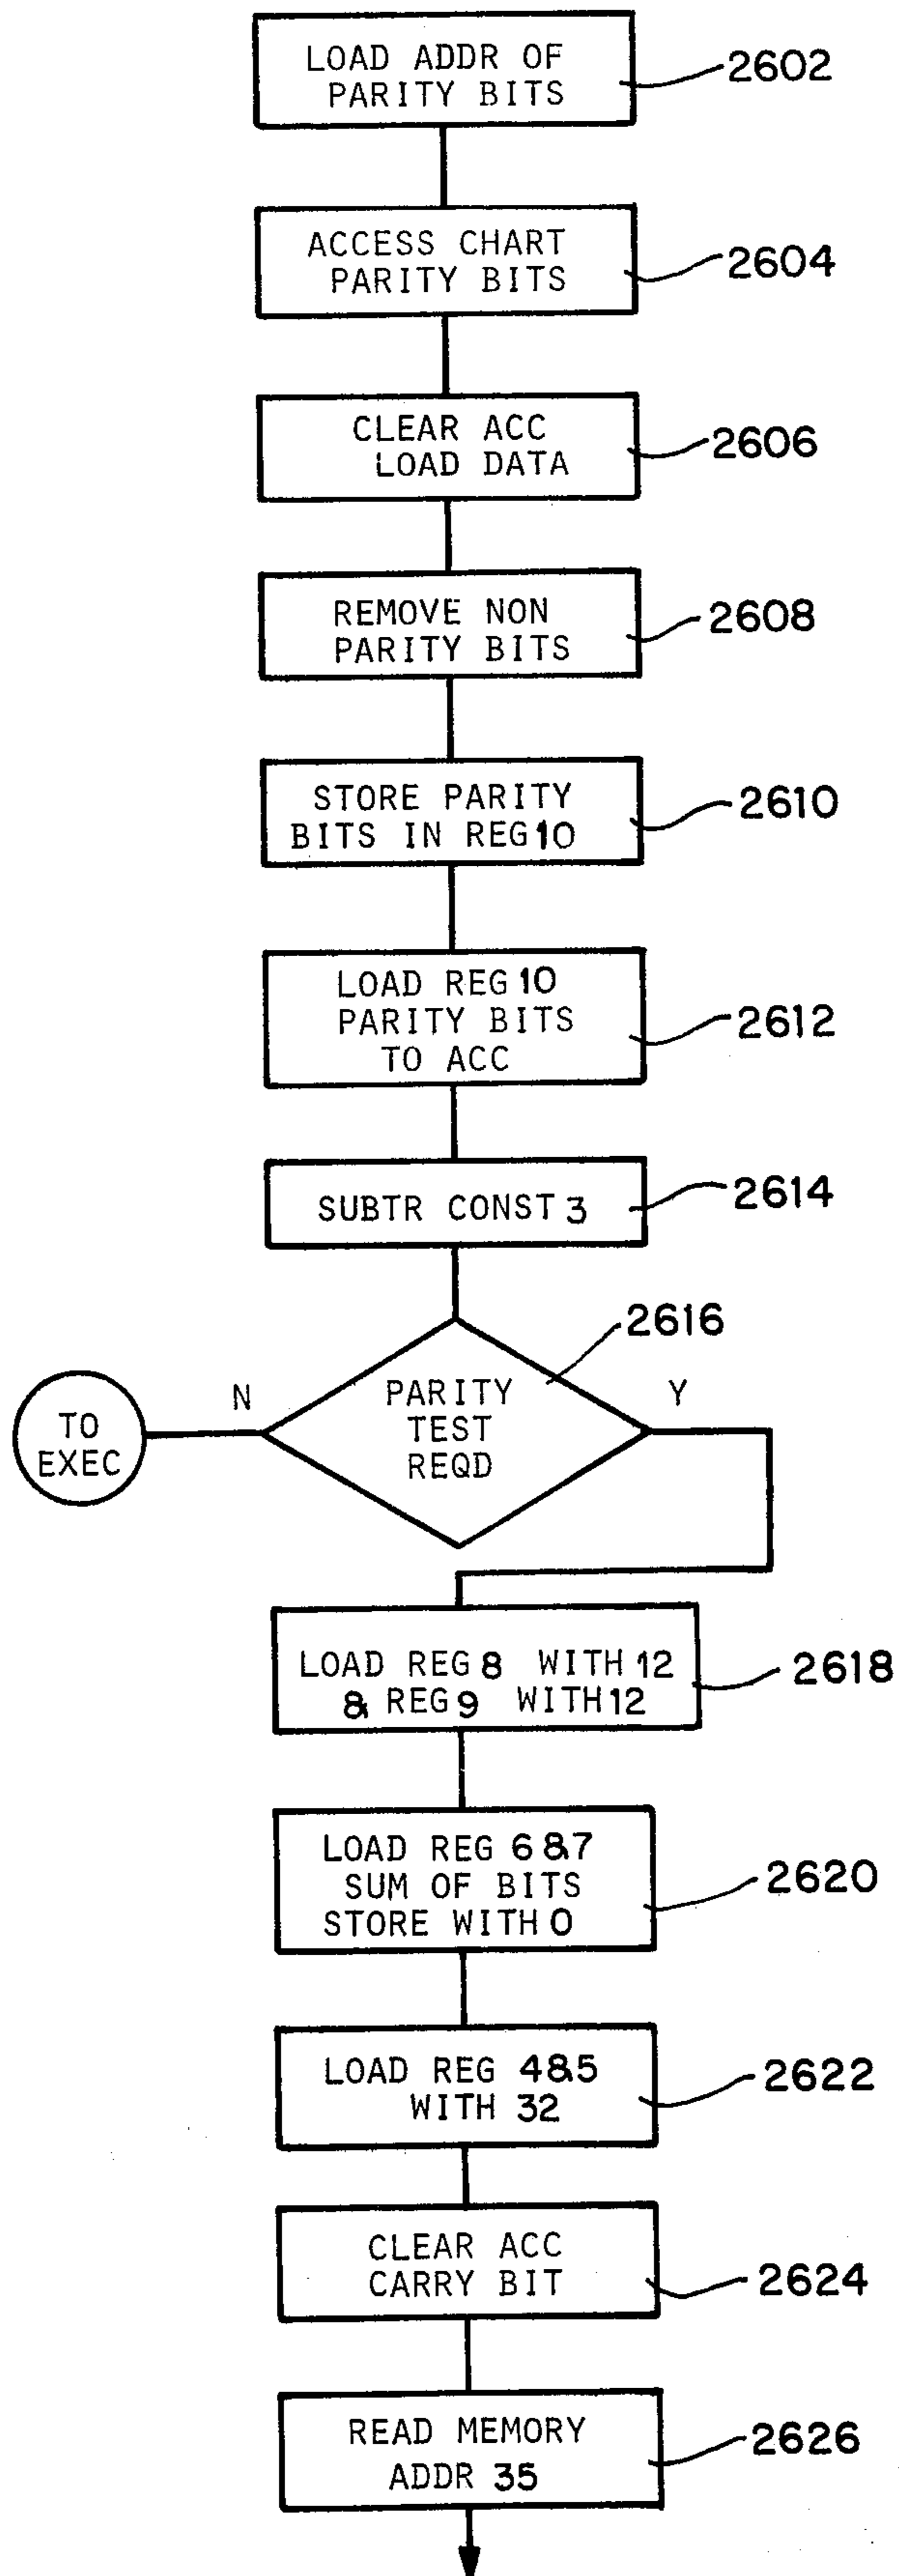 LOAD ADDR OF
PARITY BITS
2602
ACCESS CHART
PARITY BITS
2604
CLEAR ACC
LOAD DATA
2606
REMOVE NON
PARITY BITS
2608
STORE PARITY
BITS IN REG 10
2610
LOAD REG 10
PARITY BITS
TO ACC
2612
SUBTR CONST 3
2614
2616
N
PARITY
TEST
REQD
Y
TO
EXEC
LOAD REG 8 WITH 12
& REG 9 WITH 12
2618
LOAD REG 6&7
SUM OF BITS
STORE WITH 0
2620
LOAD REG 4&5
WITH 32
2622
CLEAR ACC
CARRY BIT
2624
READ MEMORY
ADDR 35
2626